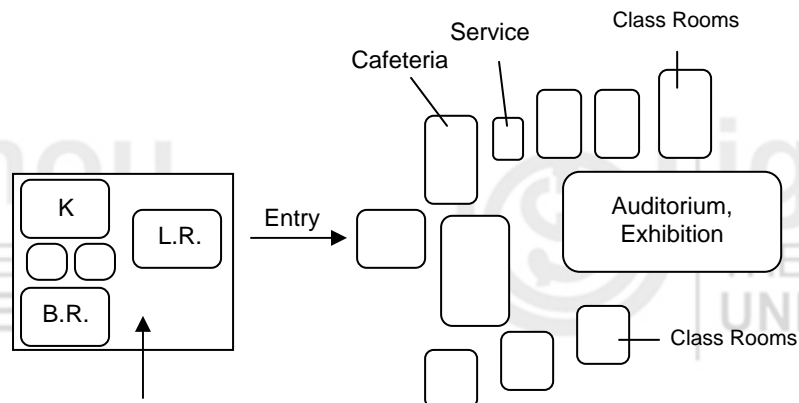 Class Rooms
Service
Cafeteria
K
L.R.
Entry
Auditorium,
Exhibition
B.R.
Class Rooms